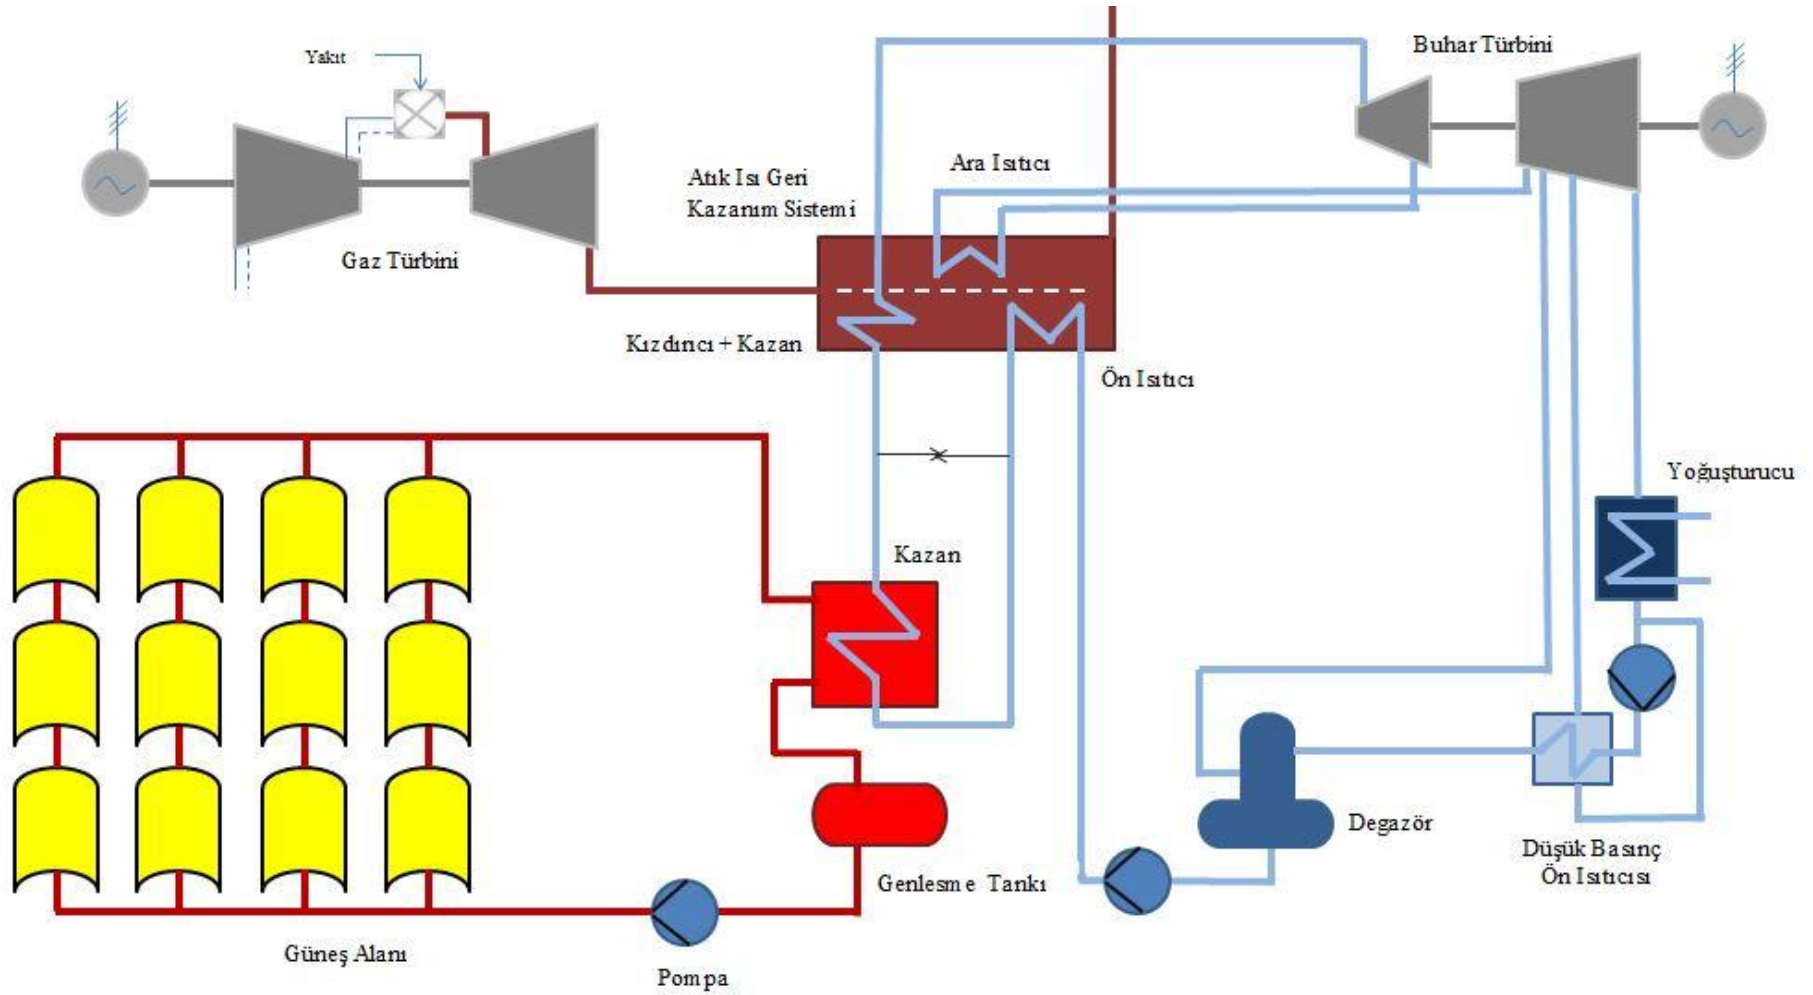 Buhar Türbini
Yakıt
Ara Isıtıcı
Atık Isı Geri
Kazanım Sistemi
Gaz Türbini
Kızdırıcı + Kazan
Ön Isıtıcı
Yoğuşturucu
Kazan
Degazör
Düşük Basınç
Ön Isıtıcısı
Genlesme Tankı
Güneş Alanı
Pompa